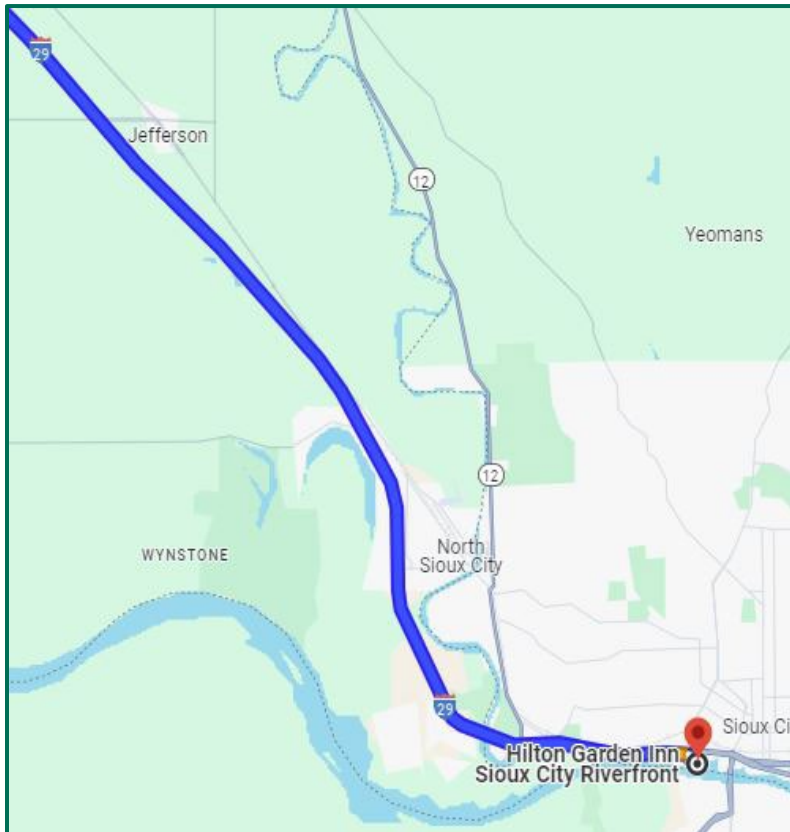 29
Jefferson
12
Yeomans
12
North
Sioux City
WYNSTONE
29
Sioux Ci
Hilton Garden Inn
Sioux City Riverfront